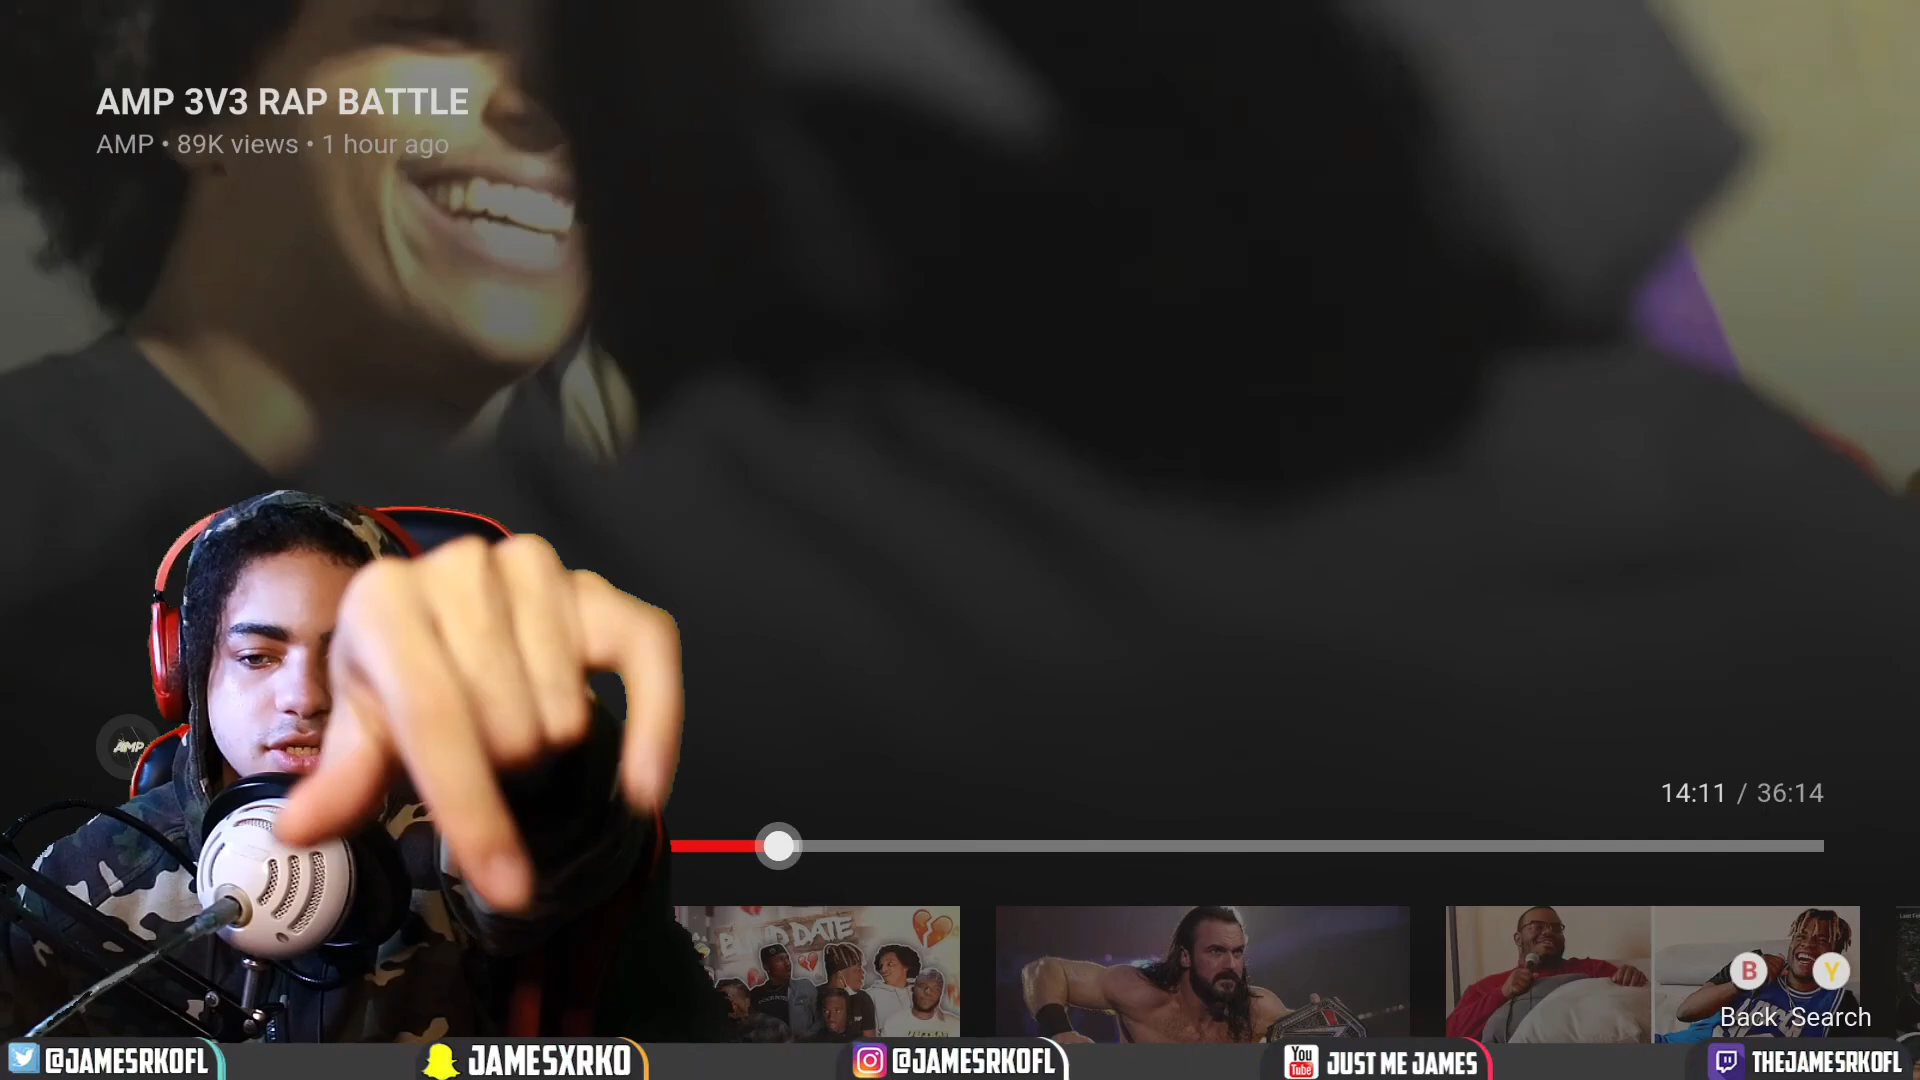 AMP 3V3 RAP BATTLE
AMP • 89K views • 1 hour ago
AMP
14:11 / 36:14
DATE
B Y
Back Search
@JAMESRKOFL
JAMESXRKO
@JAMESRKOFL
You Tube JUST ME JAMES
THEJAMESRKOFL